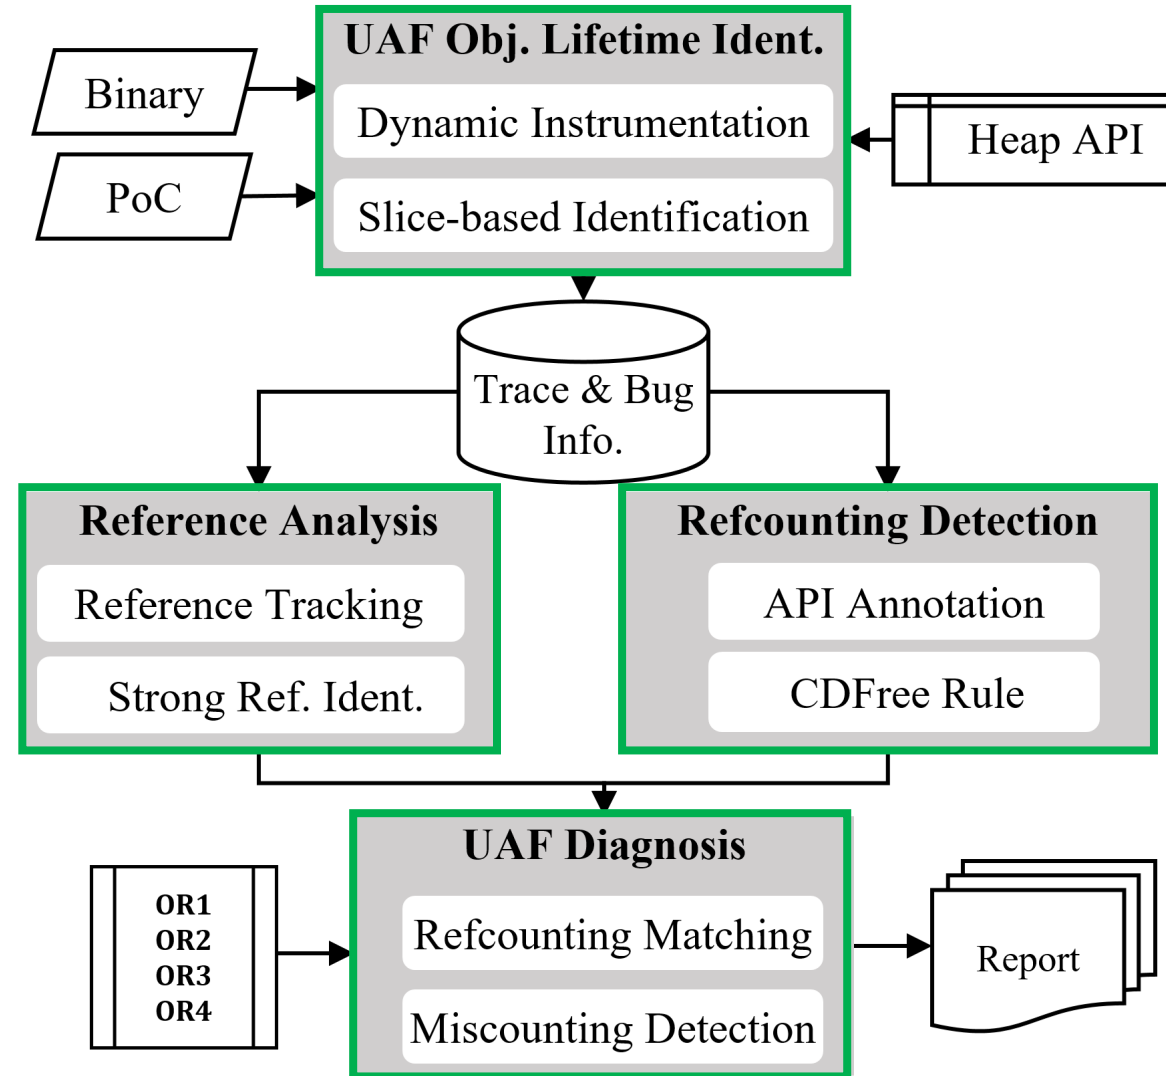 UAF Obj. Lifetime Ident.
Binary
Dynamic Instrumentation
Heap API
PoC
Slice-based Identification
Trace & Bug
Info.
Reference Analysis
Reference Tracking
Strong Ref. Ident.
Refcounting Detection
API Annotation
CDFree Rule
UAF Diagnosis
OR1
OR2
OR3
OR4
Refcounting Matching
Miscounting Detection
Report